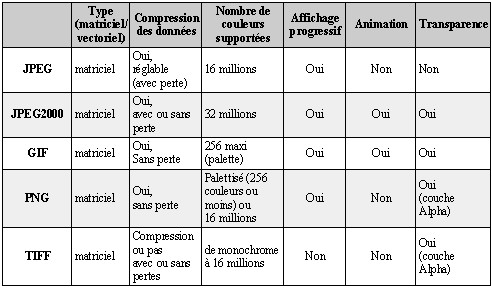 Type (matriciel/ vectoriel) Compression des données Nombre de couleurs supportées Affichage progressif Animation Transparence
JPEG matriciel Oui, réglable (avec perte) 16 millions Oui Non Non
JPEG2000 matriciel Oui, avec ou sans perte 32 millions Oui Oui Oui
GIF matriciel Oui, Sans perte 256 maxi (palette) Oui Oui Oui
PNG matriciel Oui, sans perte Palettisé (256 couleurs ou moins) ou 16 millions Oui Non Oui (couche Alpha)
TIFF matriciel Compression ou pas avec ou sans pertes de monochrome à 16 millions Non Non Oui (couche Alpha)